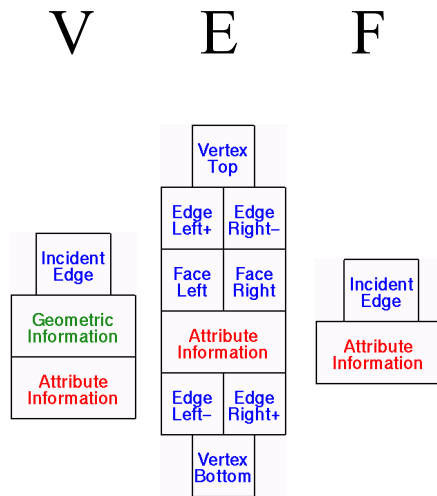 V E F
Vertex
Top
Edge Edge
Left+ Right−
Face Face
Left Right
Attribute
Information
Edge Edge
Left− Right+
Vertex
Bottom
Incident
Edge
Geometric
Information
Attribute
Information
Incident
Edge
Attribute
Information